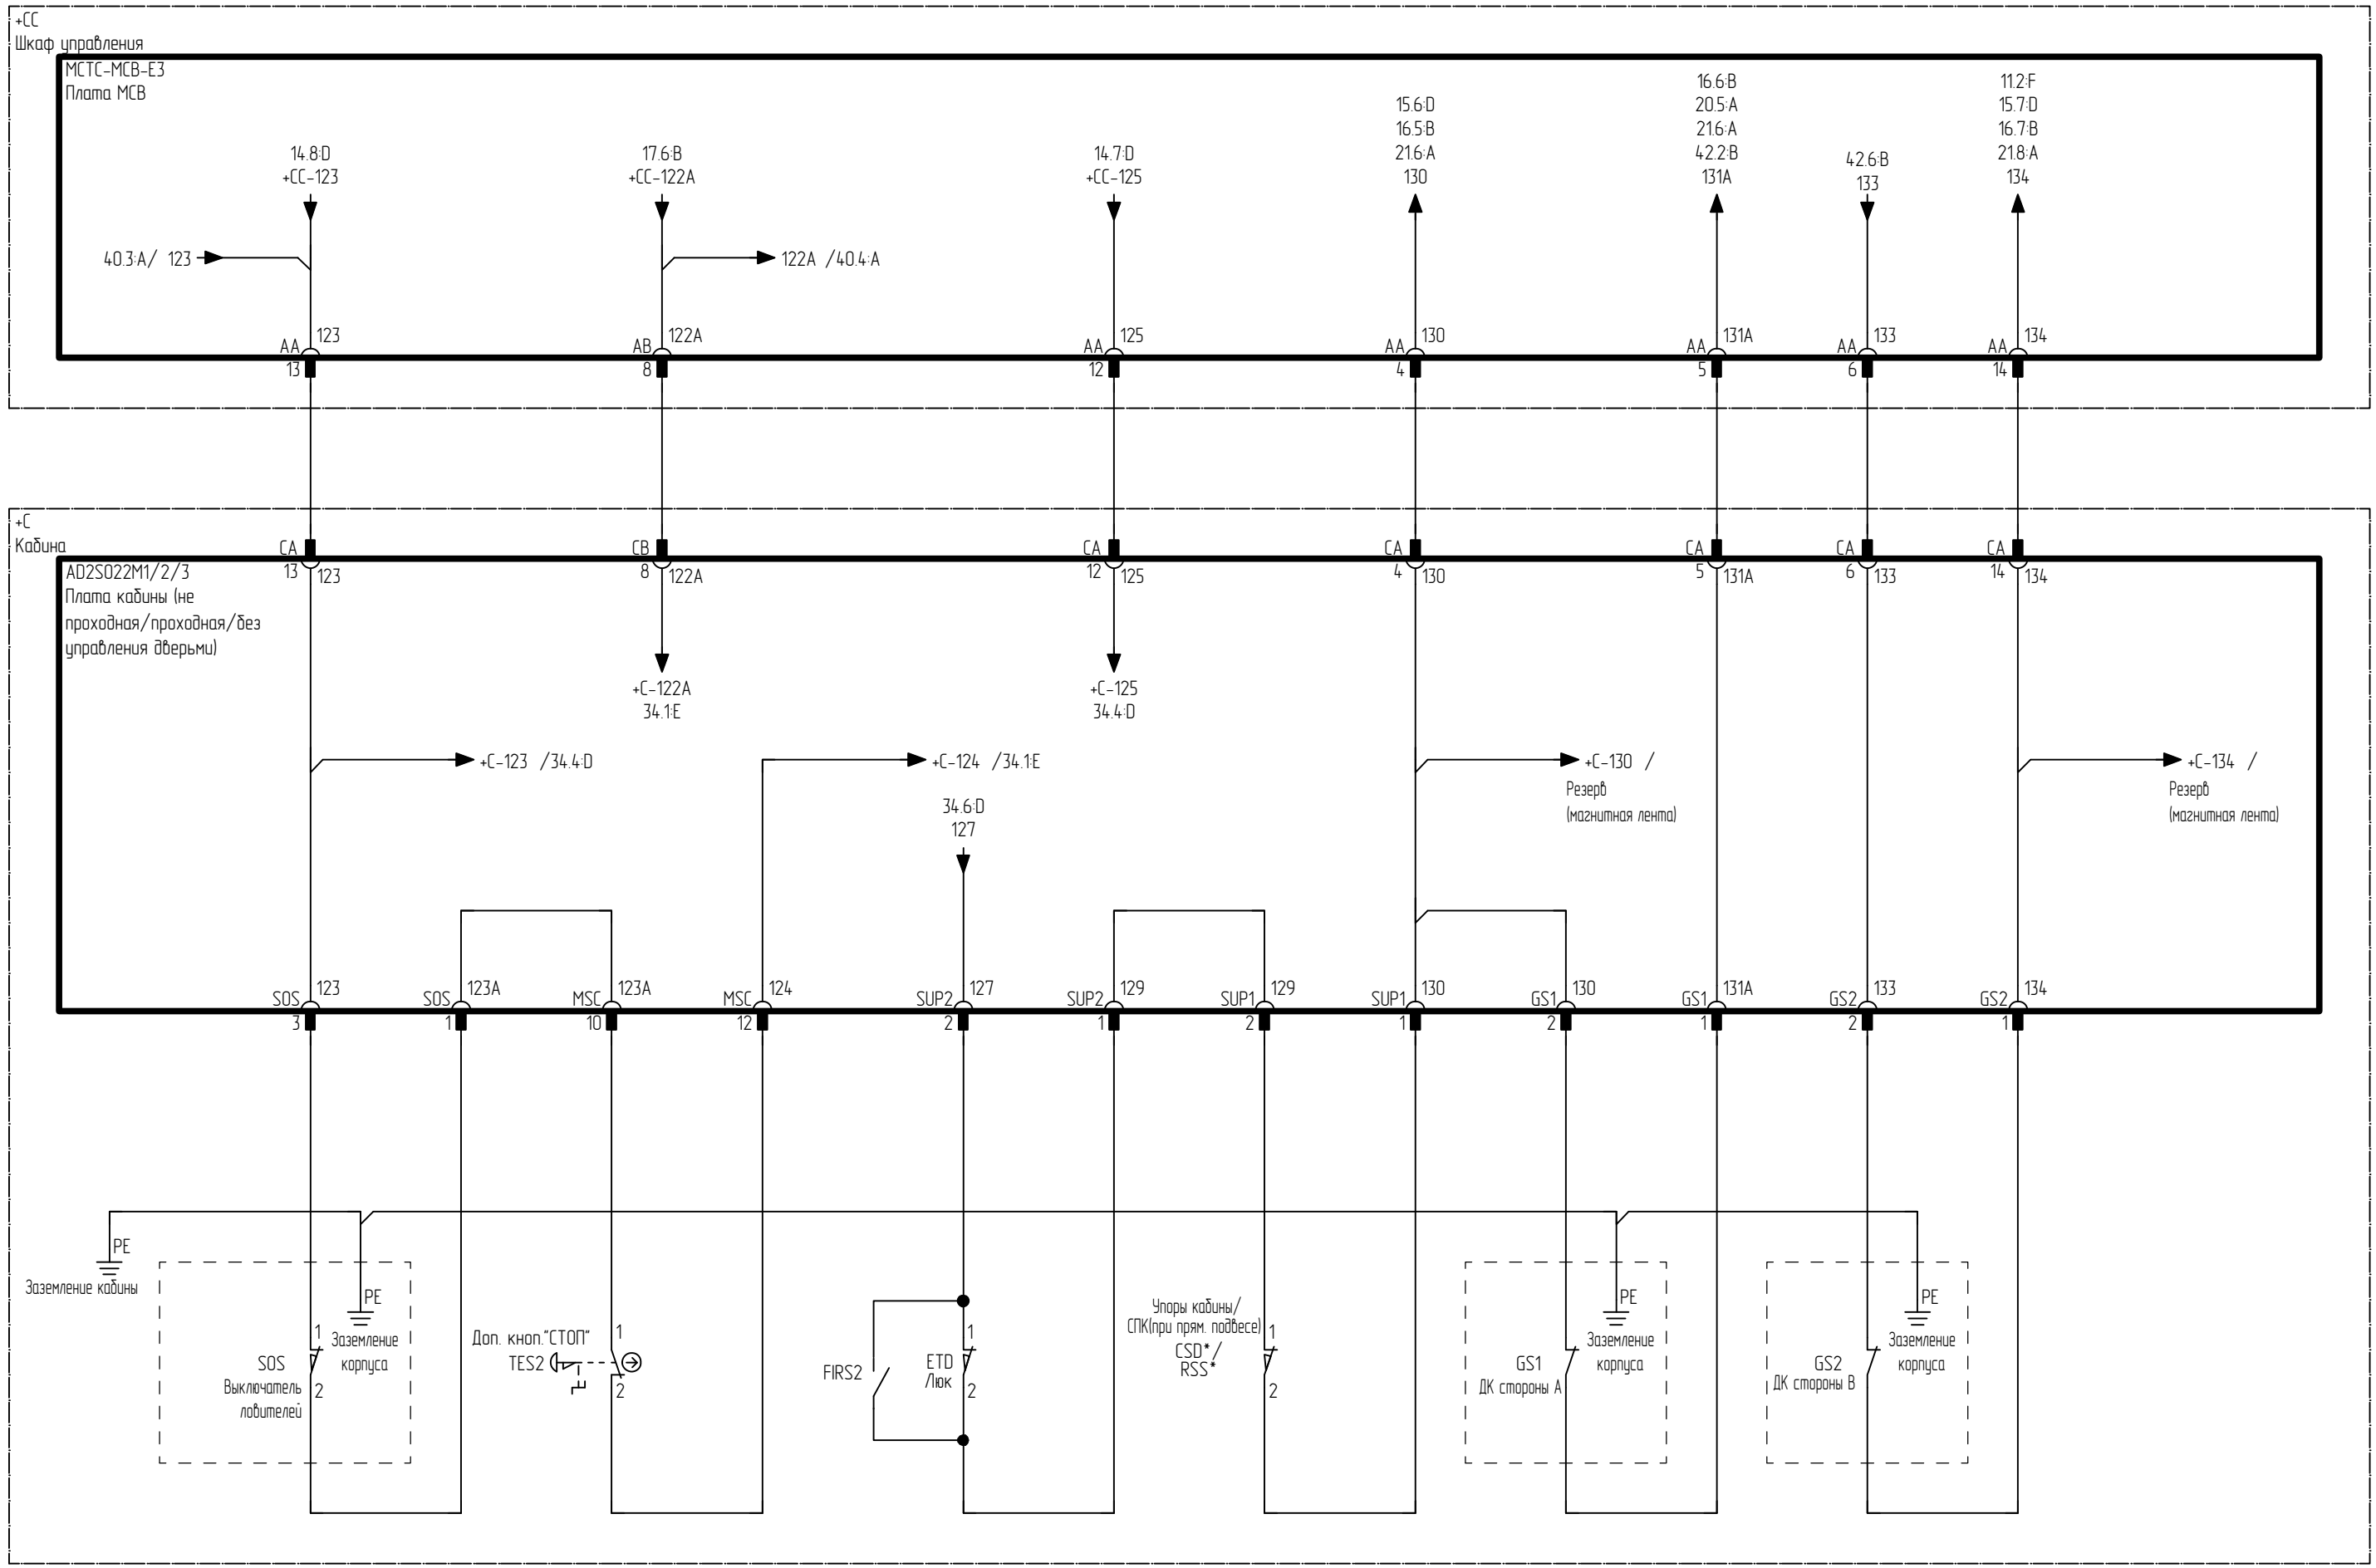 +CC
Шкаф управления
MCTC-MCB-E3
Плата MCB
14.8:D
+CC-123
17.6:B
+CC-122A
14.7:D
+CC-125
15.6:D
16.5:B
21.6:A
130
16.6:B
20.5:A
21.6:A
42.2:B
131A
42.6:B
133
11.2:F
15.7:D
16.7:B
21.8:A
134
40.3:A/ 123
122A /40.4:A
AA 123
13
AB 122A
8
AA 125
12
AA 130
4
AA 131A
5
AA 133
6
AA 134
14
+C
Кабина
CA
13 123
CB
8 122A
CA
12 125
CA
4 130
CA
5 131A
CA
6 133
CA
14 134
AD2S022M1/2/3
Плата кабины (не
проходная/проходная/без
управления дверьми)
+C-122A
34.1:E
+C-125
34.4:D
+C-123 /34.4:D
+C-124 /34.1:E
+C-130 /
Резерв
(магнитная лента)
+C-134 /
Резерв
(магнитная лента)
34.6:D
127
SOS 123
3
SOS 123A
1
MSC 123A
10
MSC 124
12
SUP2 127
2
SUP2 129
1
SUP1 129
2
SUP1 130
1
GS1 130
2
GS1 131A
1
GS2 133
2
GS2 134
1
PE
Заземление кабины
PE
Заземление
корпуса
1
SOS
Выключатель
ловителей
2
Доп. кноп."СТОП"
TES2
1
2
FIRS2
1
ETD
Люк
2
Упоры кабины/
СПК(при прям. подвесе)
CSD*/
RSS*
1
2
GS1
ДК стороны А
PE
Заземление
корпуса
GS2
ДК стороны В
PE
Заземление
корпуса